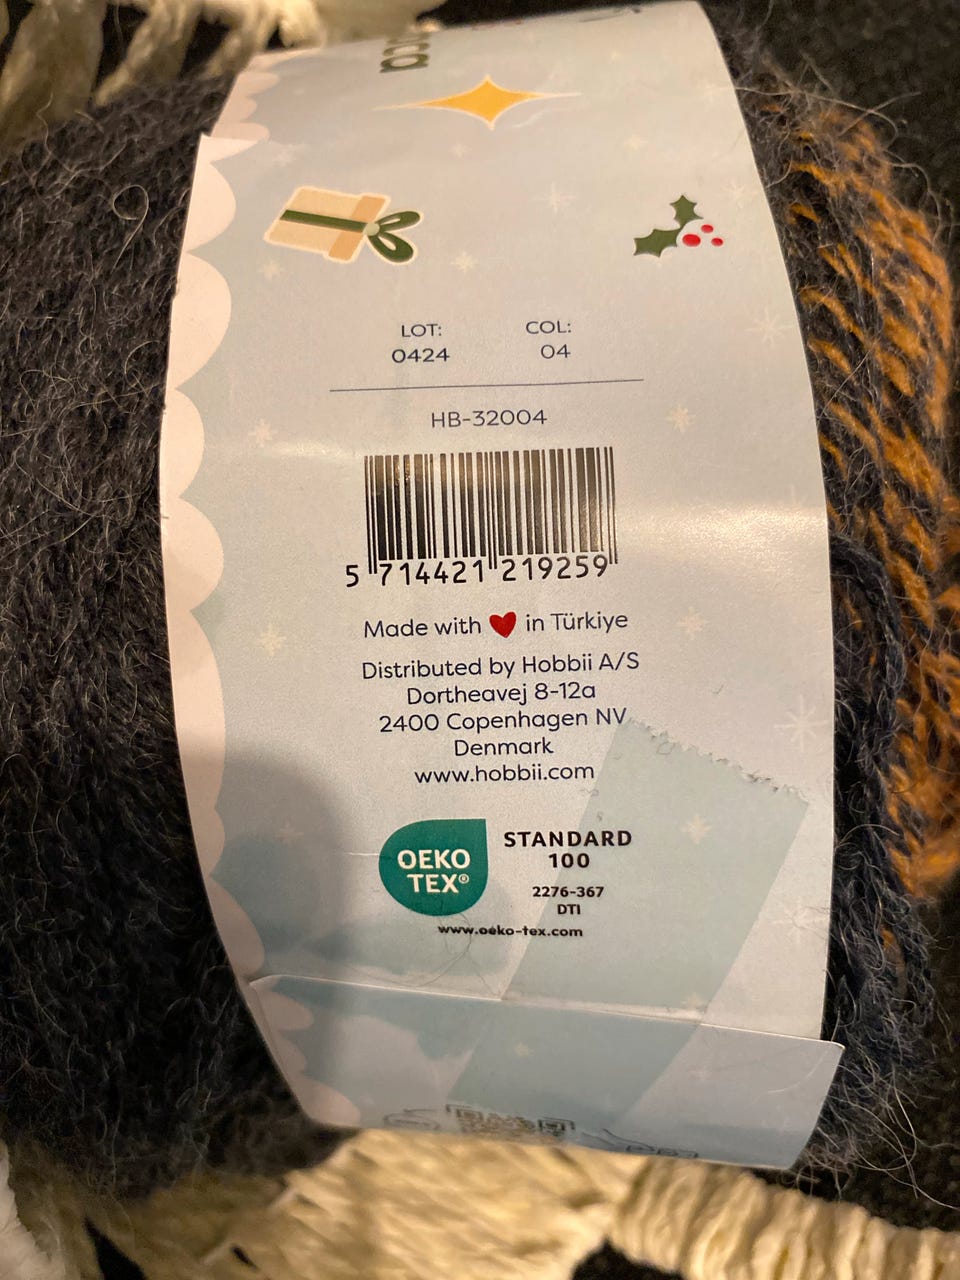 LOT:
0424
COL:
04
HB-32004
5 714421 219259
Made with ❤ in Türkiye
Distributed by Hobbii A/S
Dortheavej 8-12a
2400 Copenhagen NV
Denmark
www.hobbii.com
OEKO
TEX®
STANDARD
100
2276-367
DTI
www.oeko-tex.com